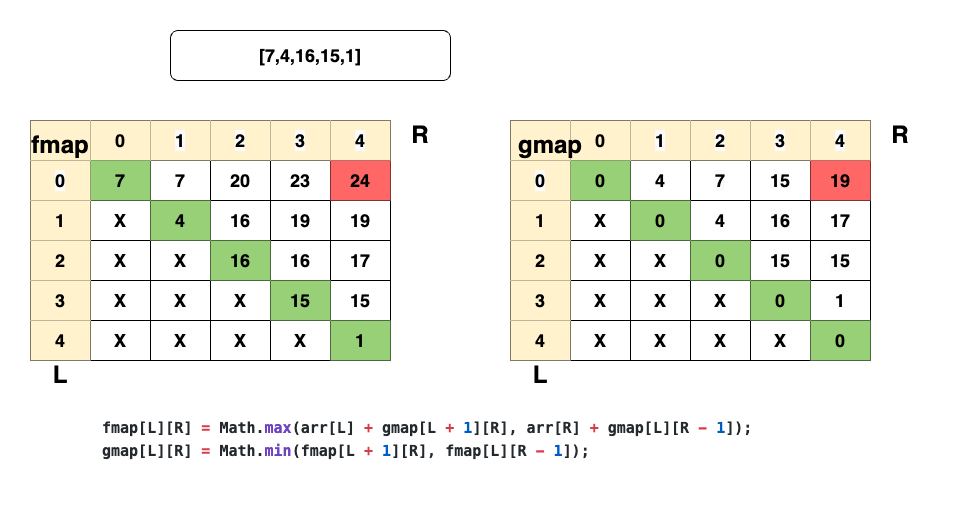 [7,4,16,15,1]
fmap 0 1 2 3 4 R
0 7 7 20 23 24
1 X 4 16 19 19
2 X X 16 16 17
3 X X X 15 15
4 X X X X 1
L
gmap 0 1 2 3 4 R
0 0 4 7 15 19
1 X 0 4 16 17
2 X X 0 15 15
3 X X X 0 1
4 X X X X 0
L
fmap[L][R] = Math.max(arr[L] + gmap[L + 1][R], arr[R] + gmap[L][R - 1]);
gmap[L][R] = Math.min(fmap[L + 1][R], fmap[L][R - 1]);